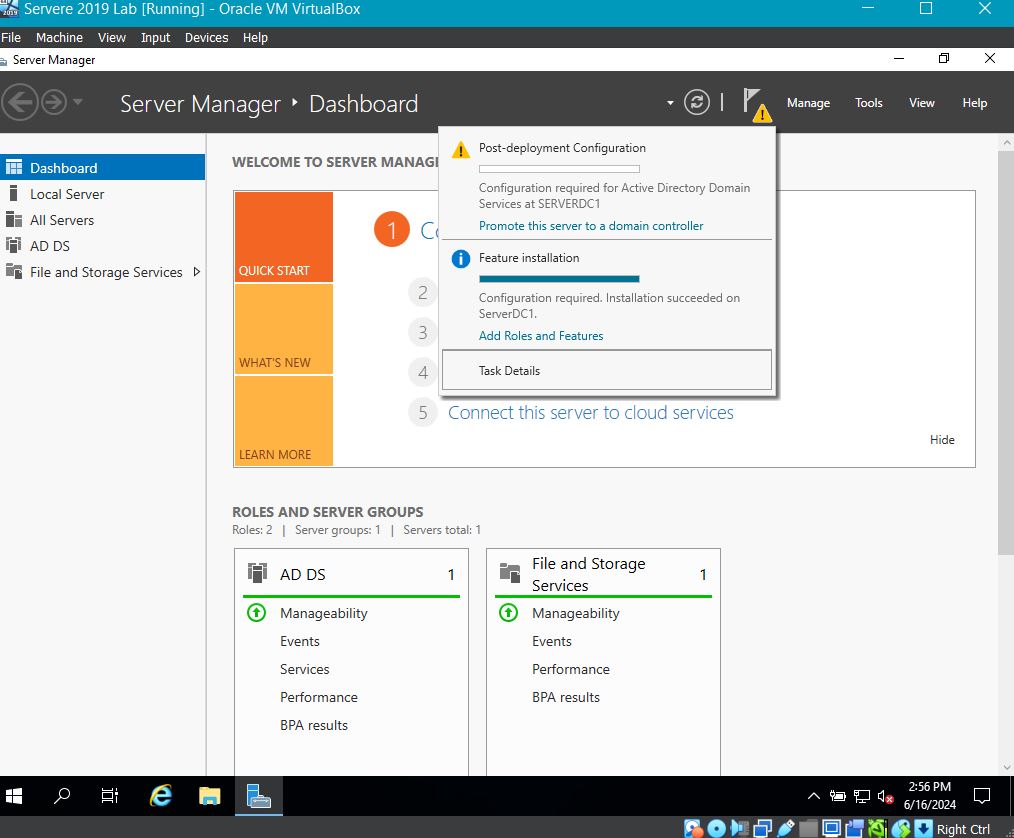 Servere 2019 Lab [Running] - Oracle VM VirtualBox
File Machine View Input Devices Help
Server Manager
Server Manager ‣ Dashboard
Manage Tools View Help
Dashboard
Local Server
All Servers
AD DS
File and Storage Services
WELCOME TO SERVER MANAGE
Post-deployment Configuration
Configuration required for Active Directory Domain
Services at SERVERDC1
Promote this server to a domain controller
Feature installation
Configuration required. Installation succeeded on
ServerDC1.
Add Roles and Features
Task Details
QUICK START
WHAT'S NEW
LEARN MORE
1 Co
2
3
4
5 Connect this server to cloud services
Hide
ROLES AND SERVER GROUPS
Roles: 2 | Server groups: 1 | Servers total: 1
AD DS 1
Manageability
Events
Services
Performance
BPA results
File and Storage
Services 1
Manageability
Events
Performance
BPA results
2:56 PM
6/16/2024
Right Ctrl